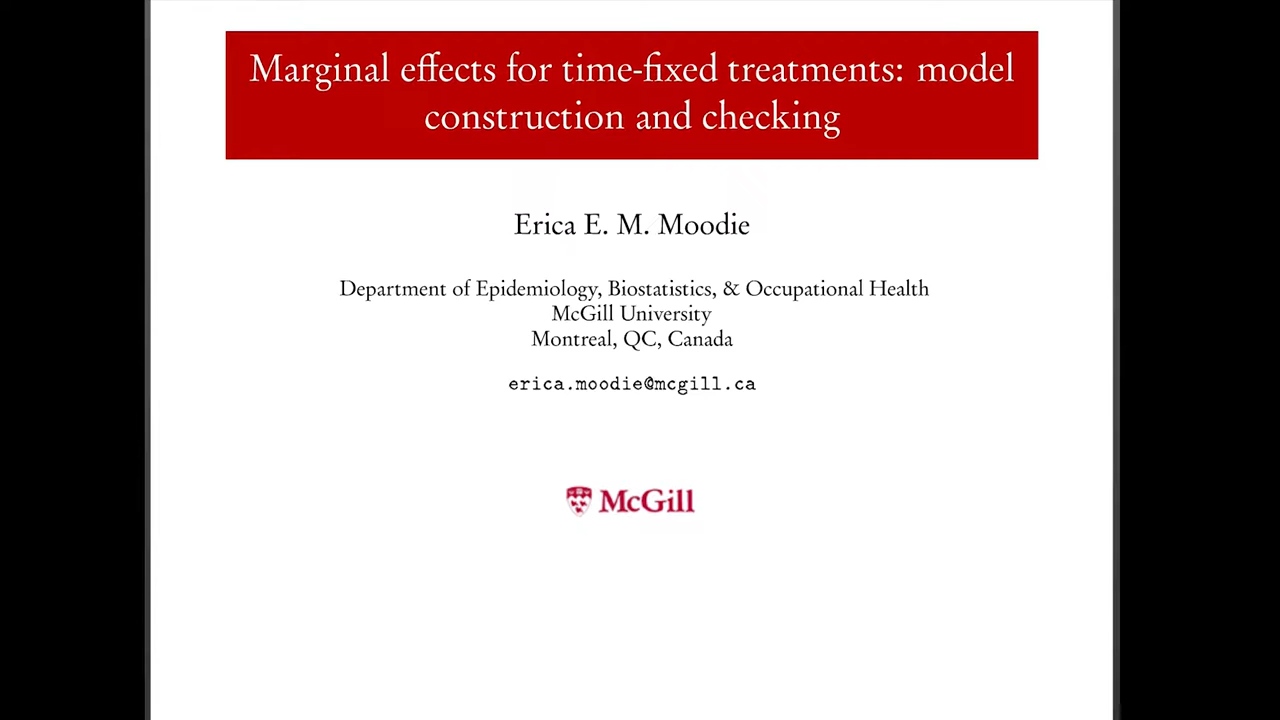 Marginal effects for time-fixed treatments: model
construction and checking
Erica E. M. Moodie
Department of Epidemiology, Biostatistics, & Occupational Health
McGill University
Montreal, QC, Canada
erica.moodie@mcgill.ca
McGill